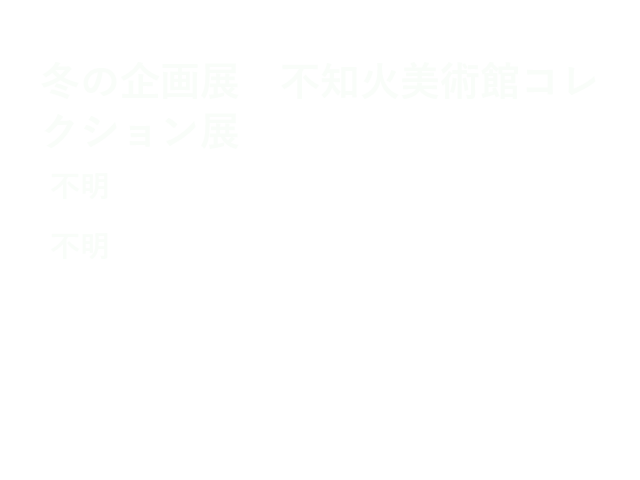 冬の企画展　不知火美術館コレ
クション展
不明
不明